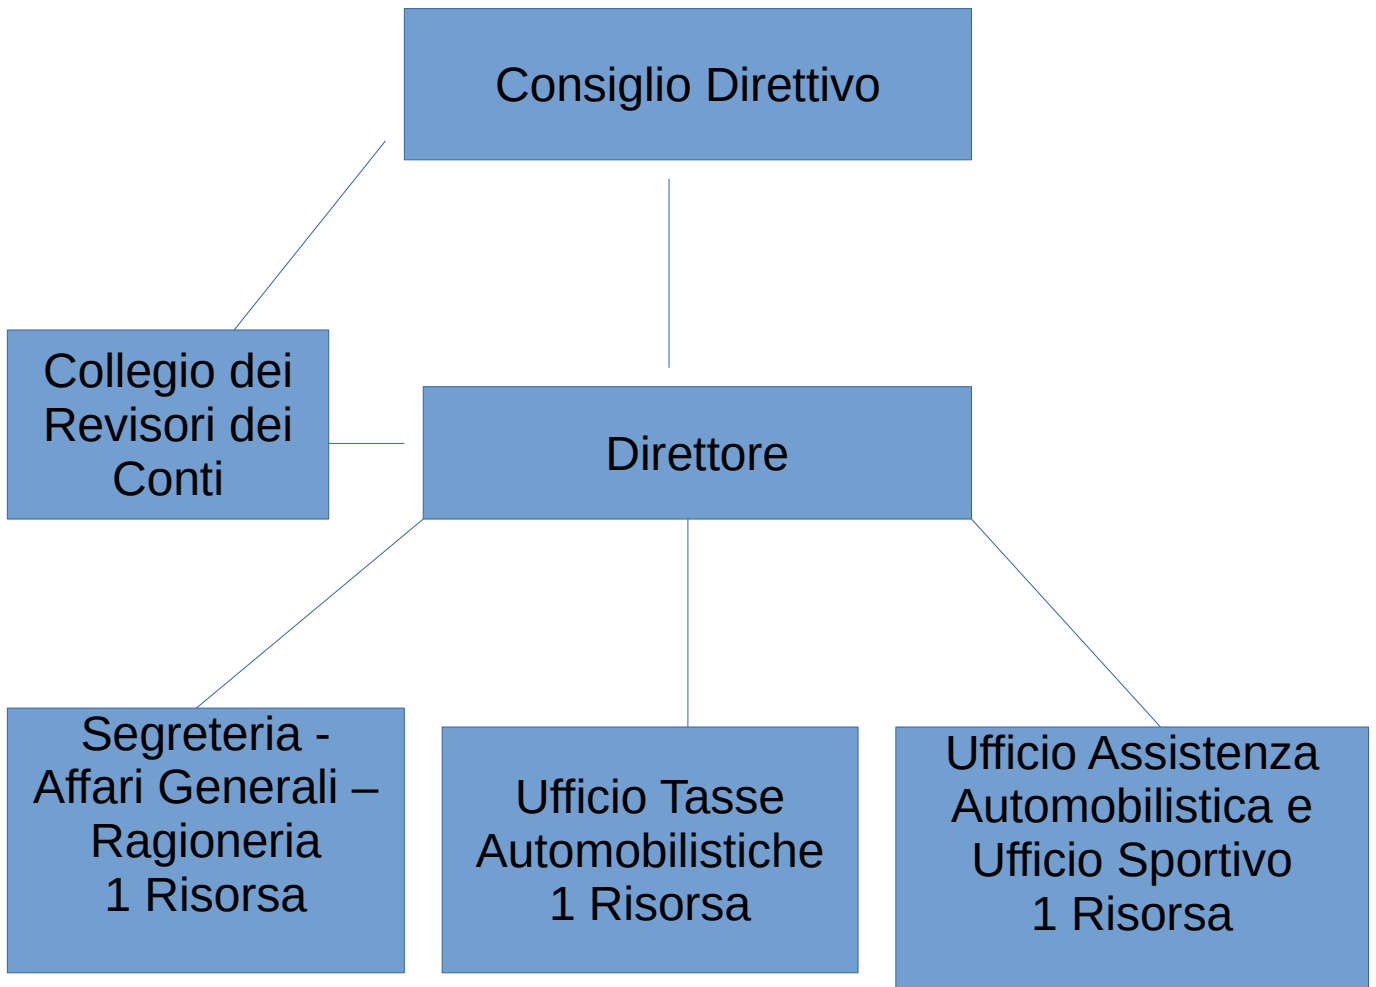 Consiglio Direttivo
Collegio dei
Revisori dei
Conti
Direttore
Segreteria -
Affari Generali –
Ragioneria
1 Risorsa
Ufficio Tasse
Automobilistiche
1 Risorsa
Ufficio Assistenza
Automobilistica e
Ufficio Sportivo
1 Risorsa